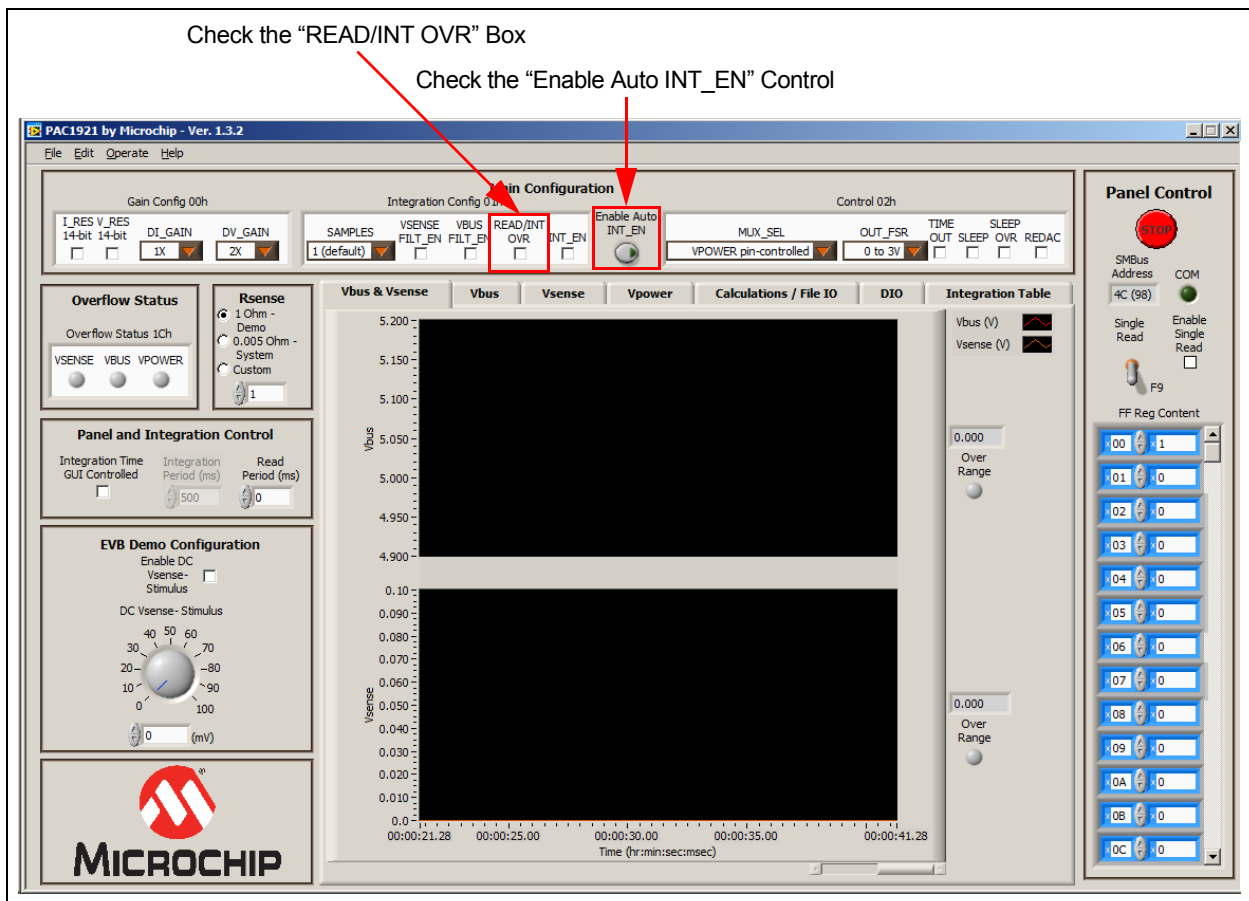 Check the “READ/INT OVR” Box
Check the “Enable Auto INT_EN” Control
PAC1921 by Microchip - Ver. 1.3.2
File Edit Operate Help
Main Configuration
Gain Config 00h
I_RES 14-bit
V_RES 14-bit
DI_GAIN
1X
DV_GAIN
2X
Integration Config 01h
SAMPLES
1 (default)
VSENSE FILT_EN
VBUS FILT_EN
READ/INT OVR
INT_EN
Enable Auto INT_EN
Control 02h
MUX_SEL
VPOWER pin-controlled
OUT_FSR
0 to 3V
TIME OUT
SLEEP
SLEEP OVR
REDAC
Overflow Status
Overflow Status 1Ch
VSENSE VBUS VPOWER
Rsense
1 Ohm - Demo
0.005 Ohm - System
Custom
1
Panel and Integration Control
Integration Time GUI Controlled
Integration Period (ms)
500
Read Period (ms)
0
EVB Demo Configuration
Enable DC Vsense- Stimulus
DC Vsense- Stimulus
0
10
20
30
40
50
60
70
80
90
100
0 (mV)
MICROCHIP
Vbus & Vsense
Vbus
Vsense
Vpower
Calculations / File IO
DIO
Integration Table
Vbus
5.200
5.150
5.100
5.050
5.000
4.950
4.900
Vsense
0.10
0.090
0.080
0.070
0.060
0.050
0.040
0.030
0.020
0.010
0.0
00:00:21.28
00:00:25.00
00:00:30.00
00:00:35.00
00:00:41.28
Time (hr:min:sec:msec)
Vbus (V)
Vsense (V)
0.000
Over Range
0.000
Over Range
Panel Control
STOP
SMBus Address
4C (98)
COM
Single Read
F9
Enable Single Read
FF Reg Content
x 00 x 1
x 01 x 0
x 02 x 0
x 03 x 0
x 04 x 0
x 05 x 0
x 06 x 0
x 07 x 0
x 08 x 0
x 09 x 0
x 0A x 0
x 0B x 0
x 0C x 0